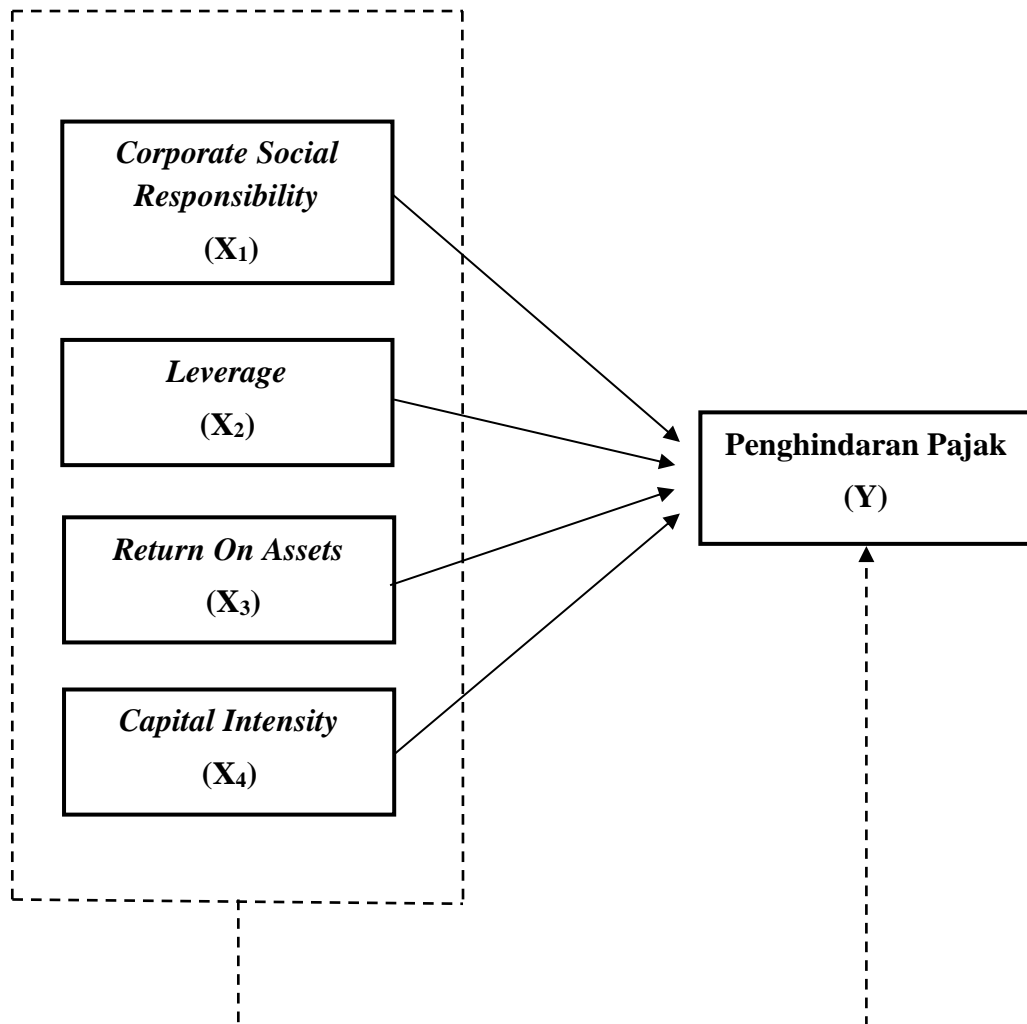 Corporate Social
Responsibility
(X₁)
Leverage
(X₂)
Return On Assets
(X₃)
Capital Intensity
(X₄)
Penghindaran Pajak
(Y)